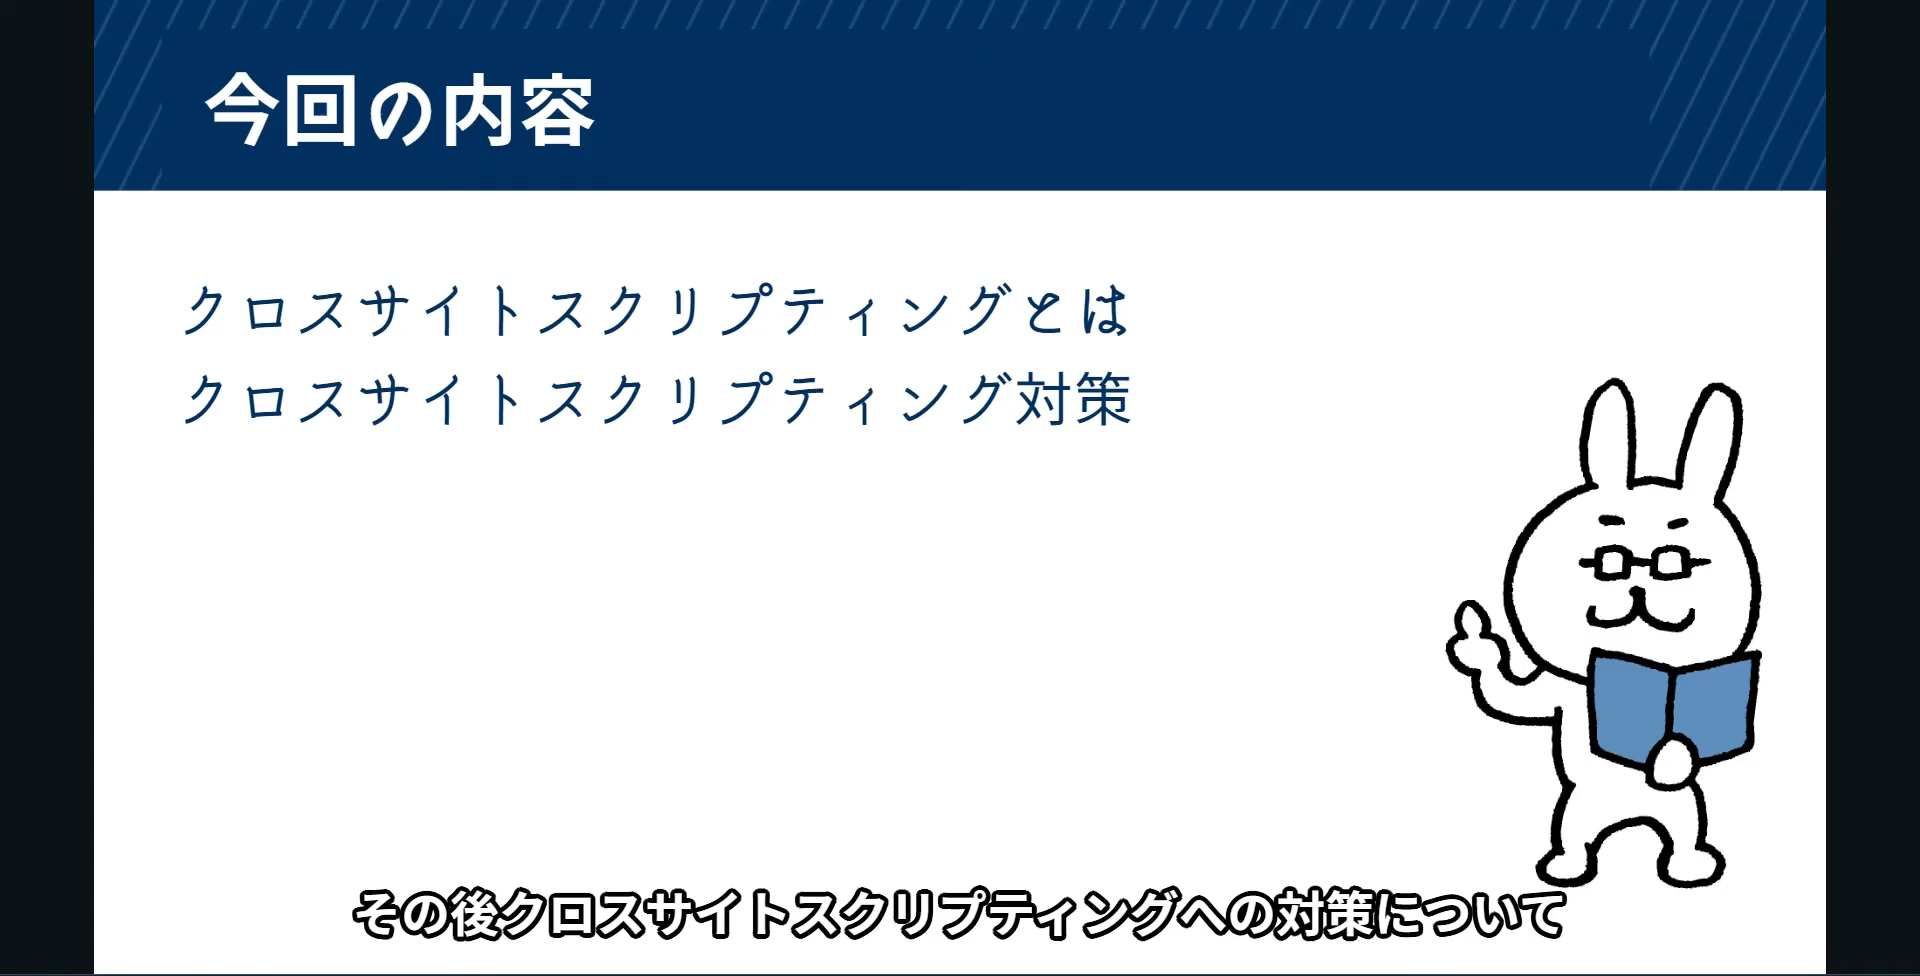 今回の内容
クロスサイトスクリプティングとは
クロスサイトスクリプティング対策
その後クロスサイトスクリプティングへの対策について